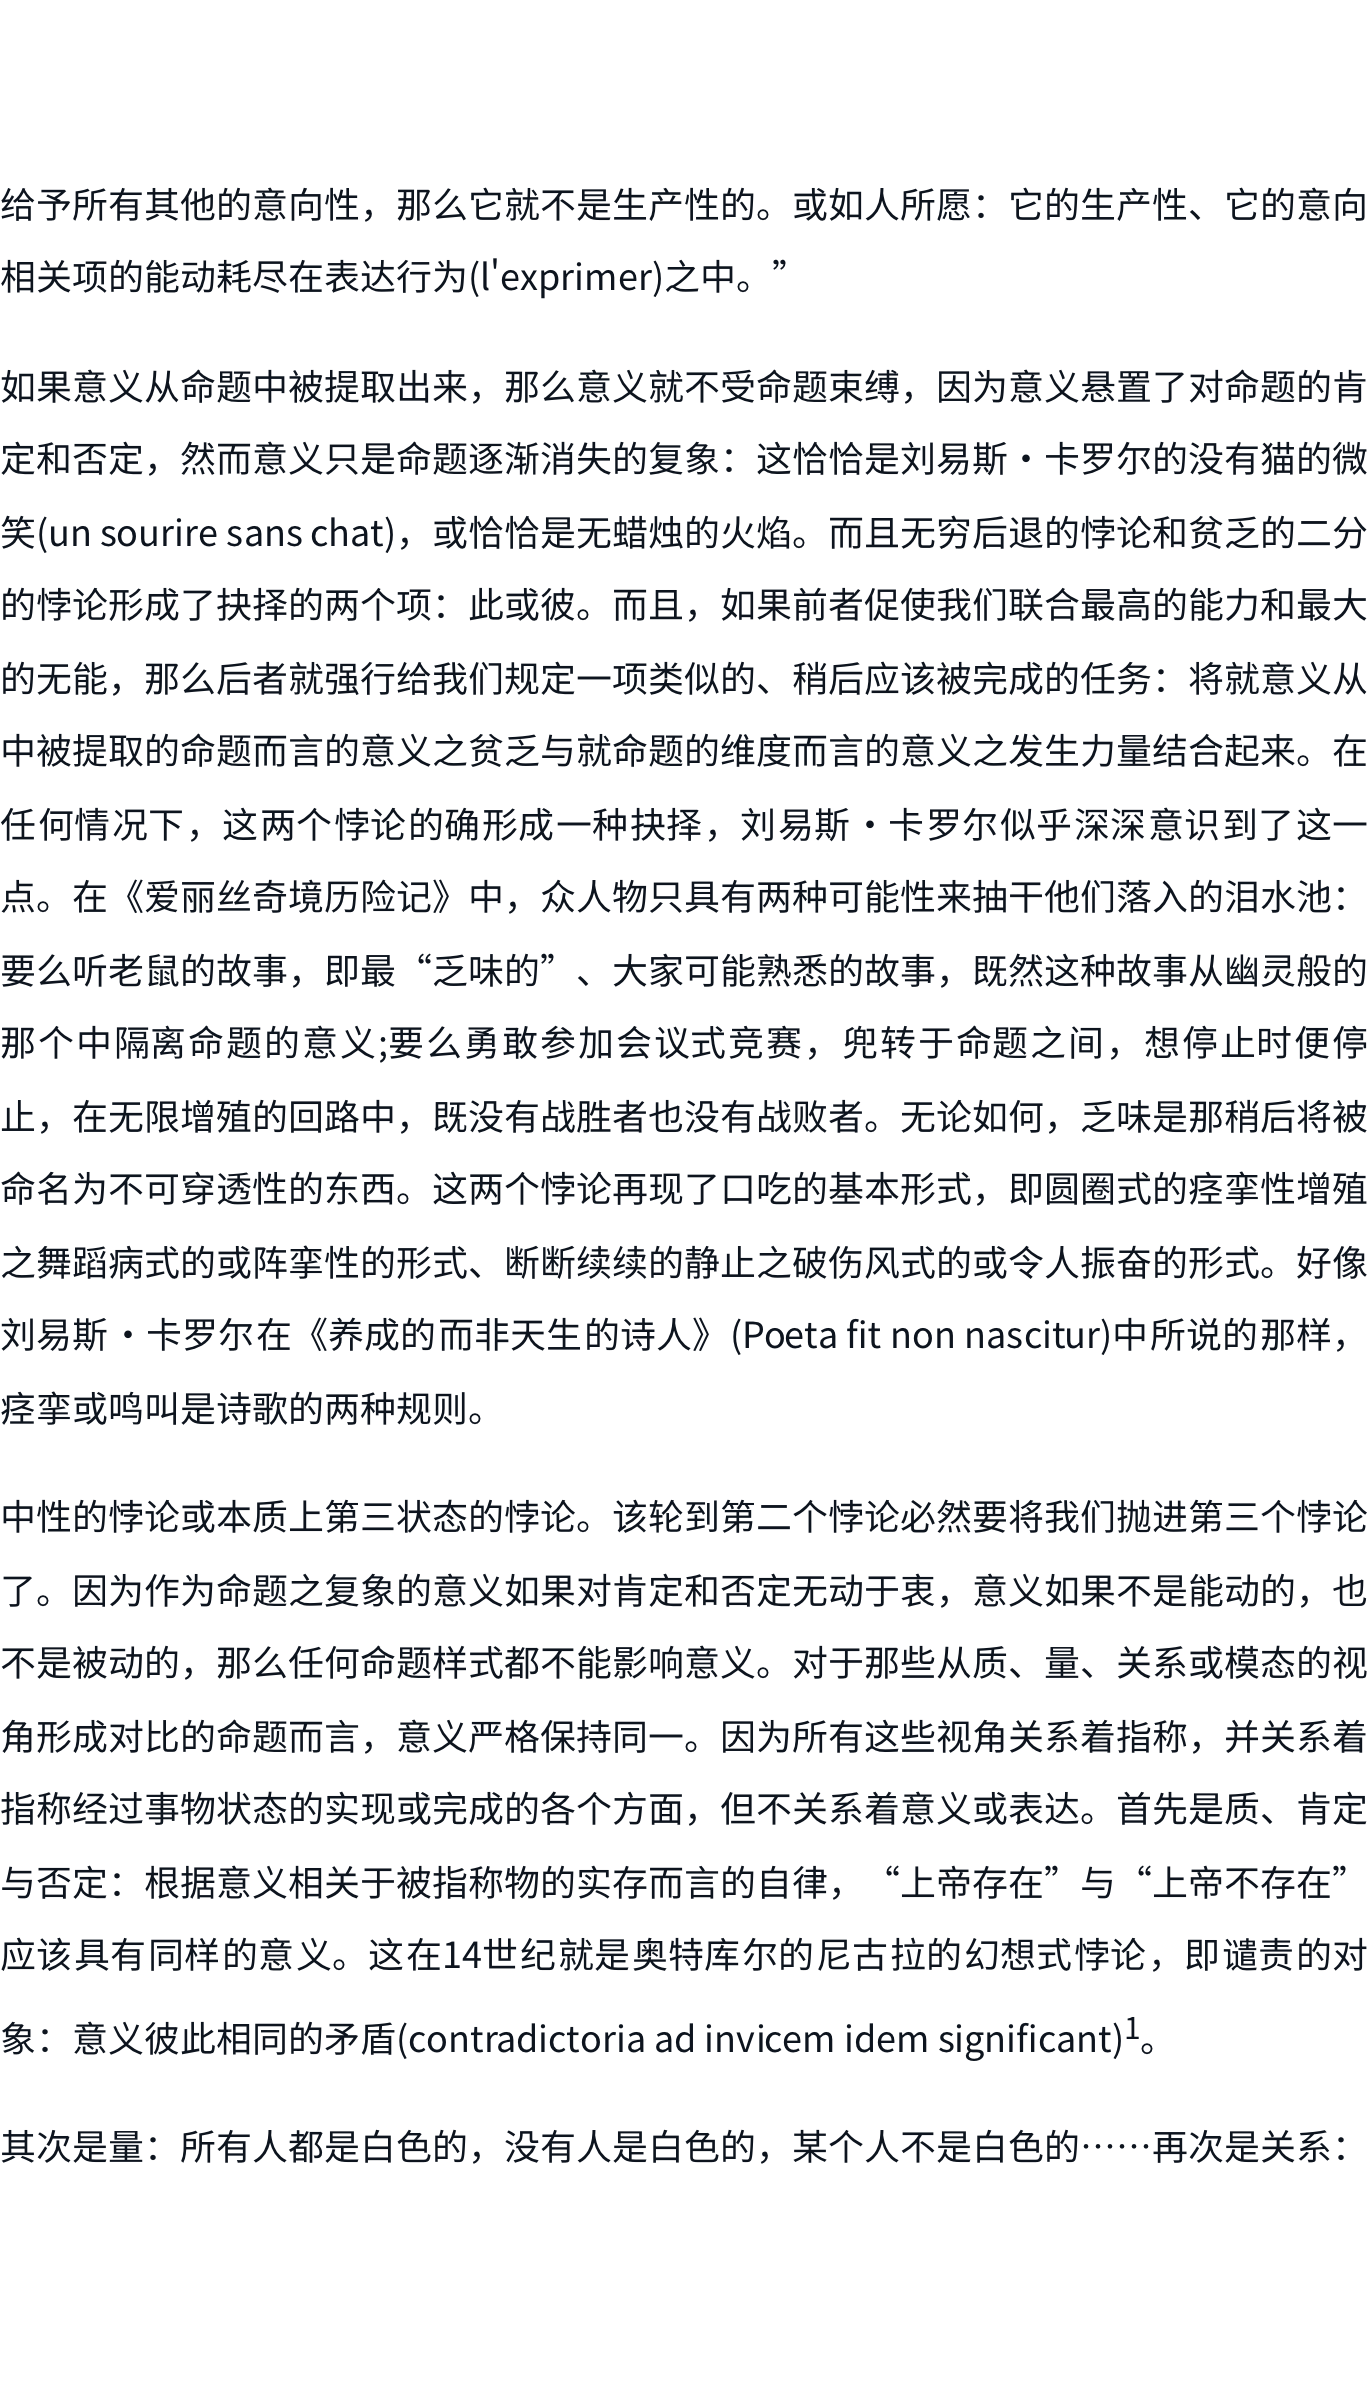 给予所有其他的意向性，那么它就不是生产性的。或如人所愿：它的生产性、它的意向
相关项的能动耗尽在表达行为(l'exprimer)之中。”
如果意义从命题中被提取出来，那么意义就不受命题束缚，因为意义悬置了对命题的肯
定和否定，然而意义只是命题逐渐消失的复象：这恰恰是刘易斯·卡罗尔的没有猫的微
笑(un sourire sans chat)，或恰恰是无蜡烛的火焰。而且无穷后退的悖论和贫乏的二分
的悖论形成了抉择的两个项：此或彼。而且，如果前者促使我们联合最高的能力和最大
的无能，那么后者就强行给我们规定一项类似的、稍后应该被完成的任务：将就意义从
中被提取的命题而言的意义之贫乏与就命题的维度而言的意义之发生力量结合起来。在
任何情况下，这两个悖论的确形成一种抉择，刘易斯·卡罗尔似乎深深意识到了这一
点。在《爱丽丝奇境历险记》中，众人物只具有两种可能性来抽干他们落入的泪水池：
要么听老鼠的故事，即最“乏味的”、大家可能熟悉的故事，既然这种故事从幽灵般的
那个中隔离命题的意义;要么勇敢参加会议式竞赛，兜转于命题之间，想停止时便停
止，在无限增殖的回路中，既没有战胜者也没有战败者。无论如何，乏味是那稍后将被
命名为不可穿透性的东西。这两个悖论再现了口吃的基本形式，即圆圈式的痉挛性增殖
之舞蹈病式的或阵挛性的形式、断断续续的静止之破伤风式的或令人振奋的形式。好像
刘易斯·卡罗尔在《养成的而非天生的诗人》(Poeta fit non nascitur)中所说的那样，
痉挛或鸣叫是诗歌的两种规则。
中性的悖论或本质上第三状态的悖论。该轮到第二个悖论必然要将我们抛进第三个悖论
了。因为作为命题之复象的意义如果对肯定和否定无动于衷，意义如果不是能动的，也
不是被动的，那么任何命题样式都不能影响意义。对于那些从质、量、关系或模态的视
角形成对比的命题而言，意义严格保持同一。因为所有这些视角关系着指称，并关系着
指称经过事物状态的实现或完成的各个方面，但不关系着意义或表达。首先是质、肯定
与否定：根据意义相关于被指称物的实存而言的自律，“上帝存在”与“上帝不存在”
应该具有同样的意义。这在14世纪就是奥特库尔的尼古拉的幻想式悖论，即谴责的对
象：意义彼此相同的矛盾(contradictoria ad invicem idem significant)1。
其次是量：所有人都是白色的，没有人是白色的，某个人不是白色的……再次是关系：